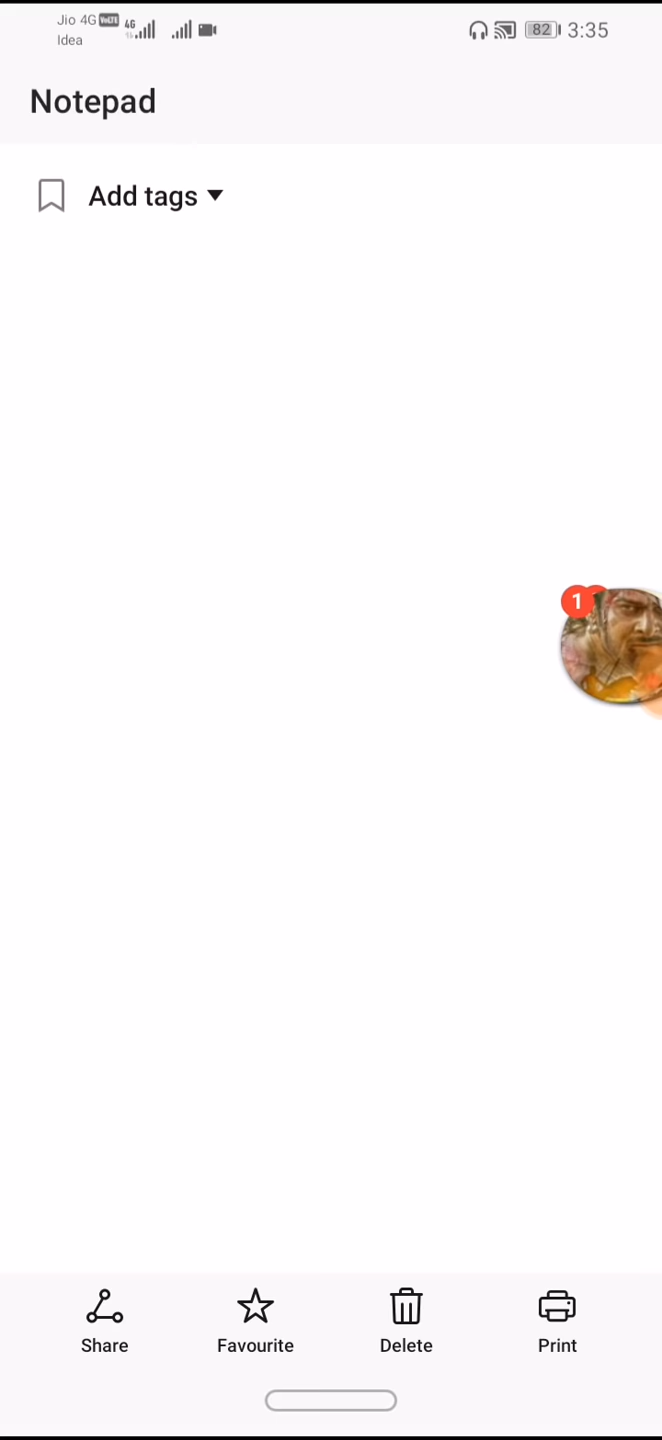 Jio 4G VoLTE 4G 82 3:35
Idea
Notepad
Add tags
1
Share Favourite Delete Print